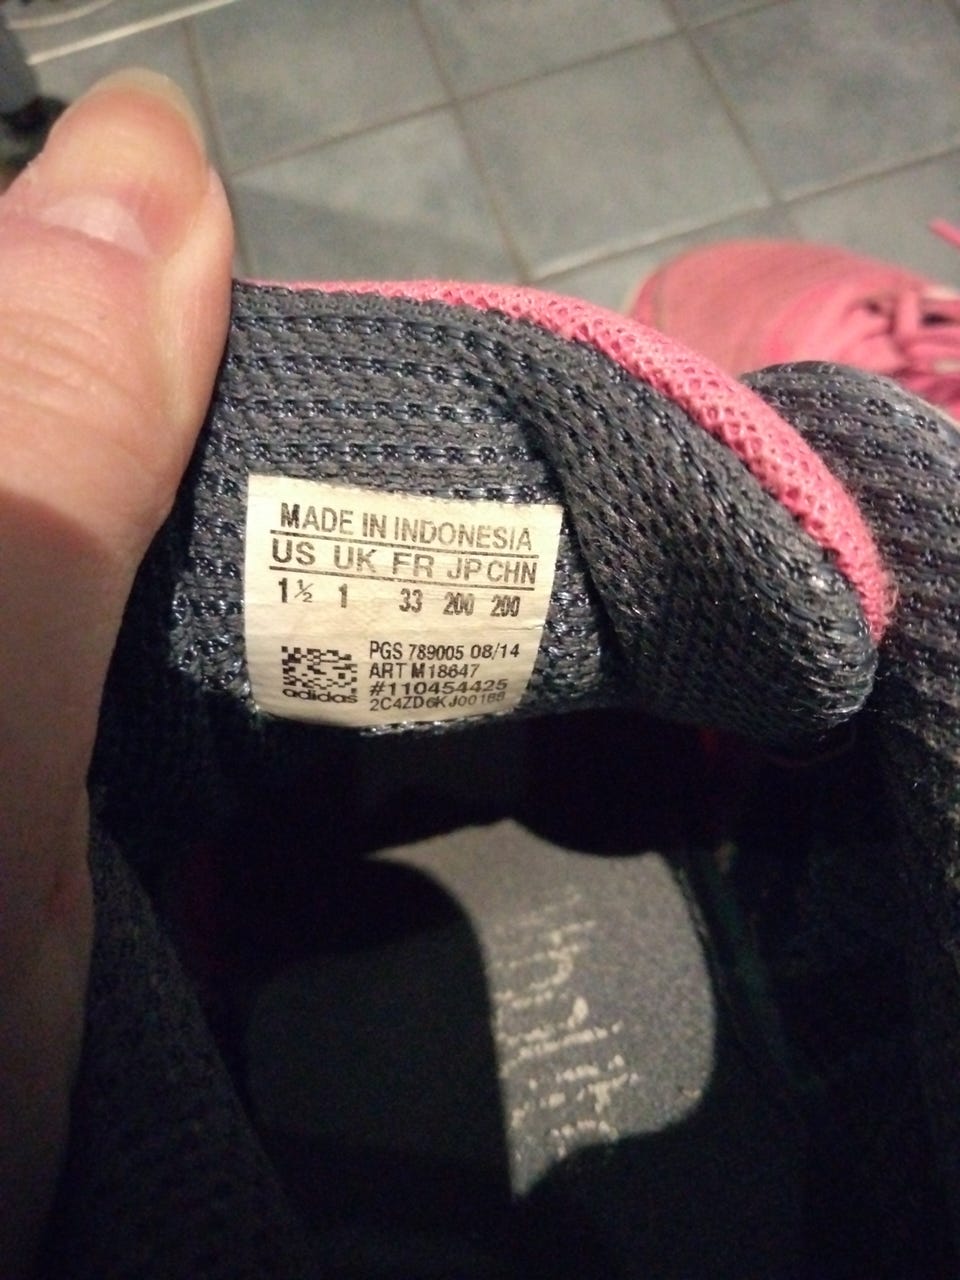 MADE IN INDONESIA
US UK FR JP CHN
1½ 1 33 200 200
PGS 789005 08/14
ART M18647
#110454425
2C4ZD6KJ00168
adidas